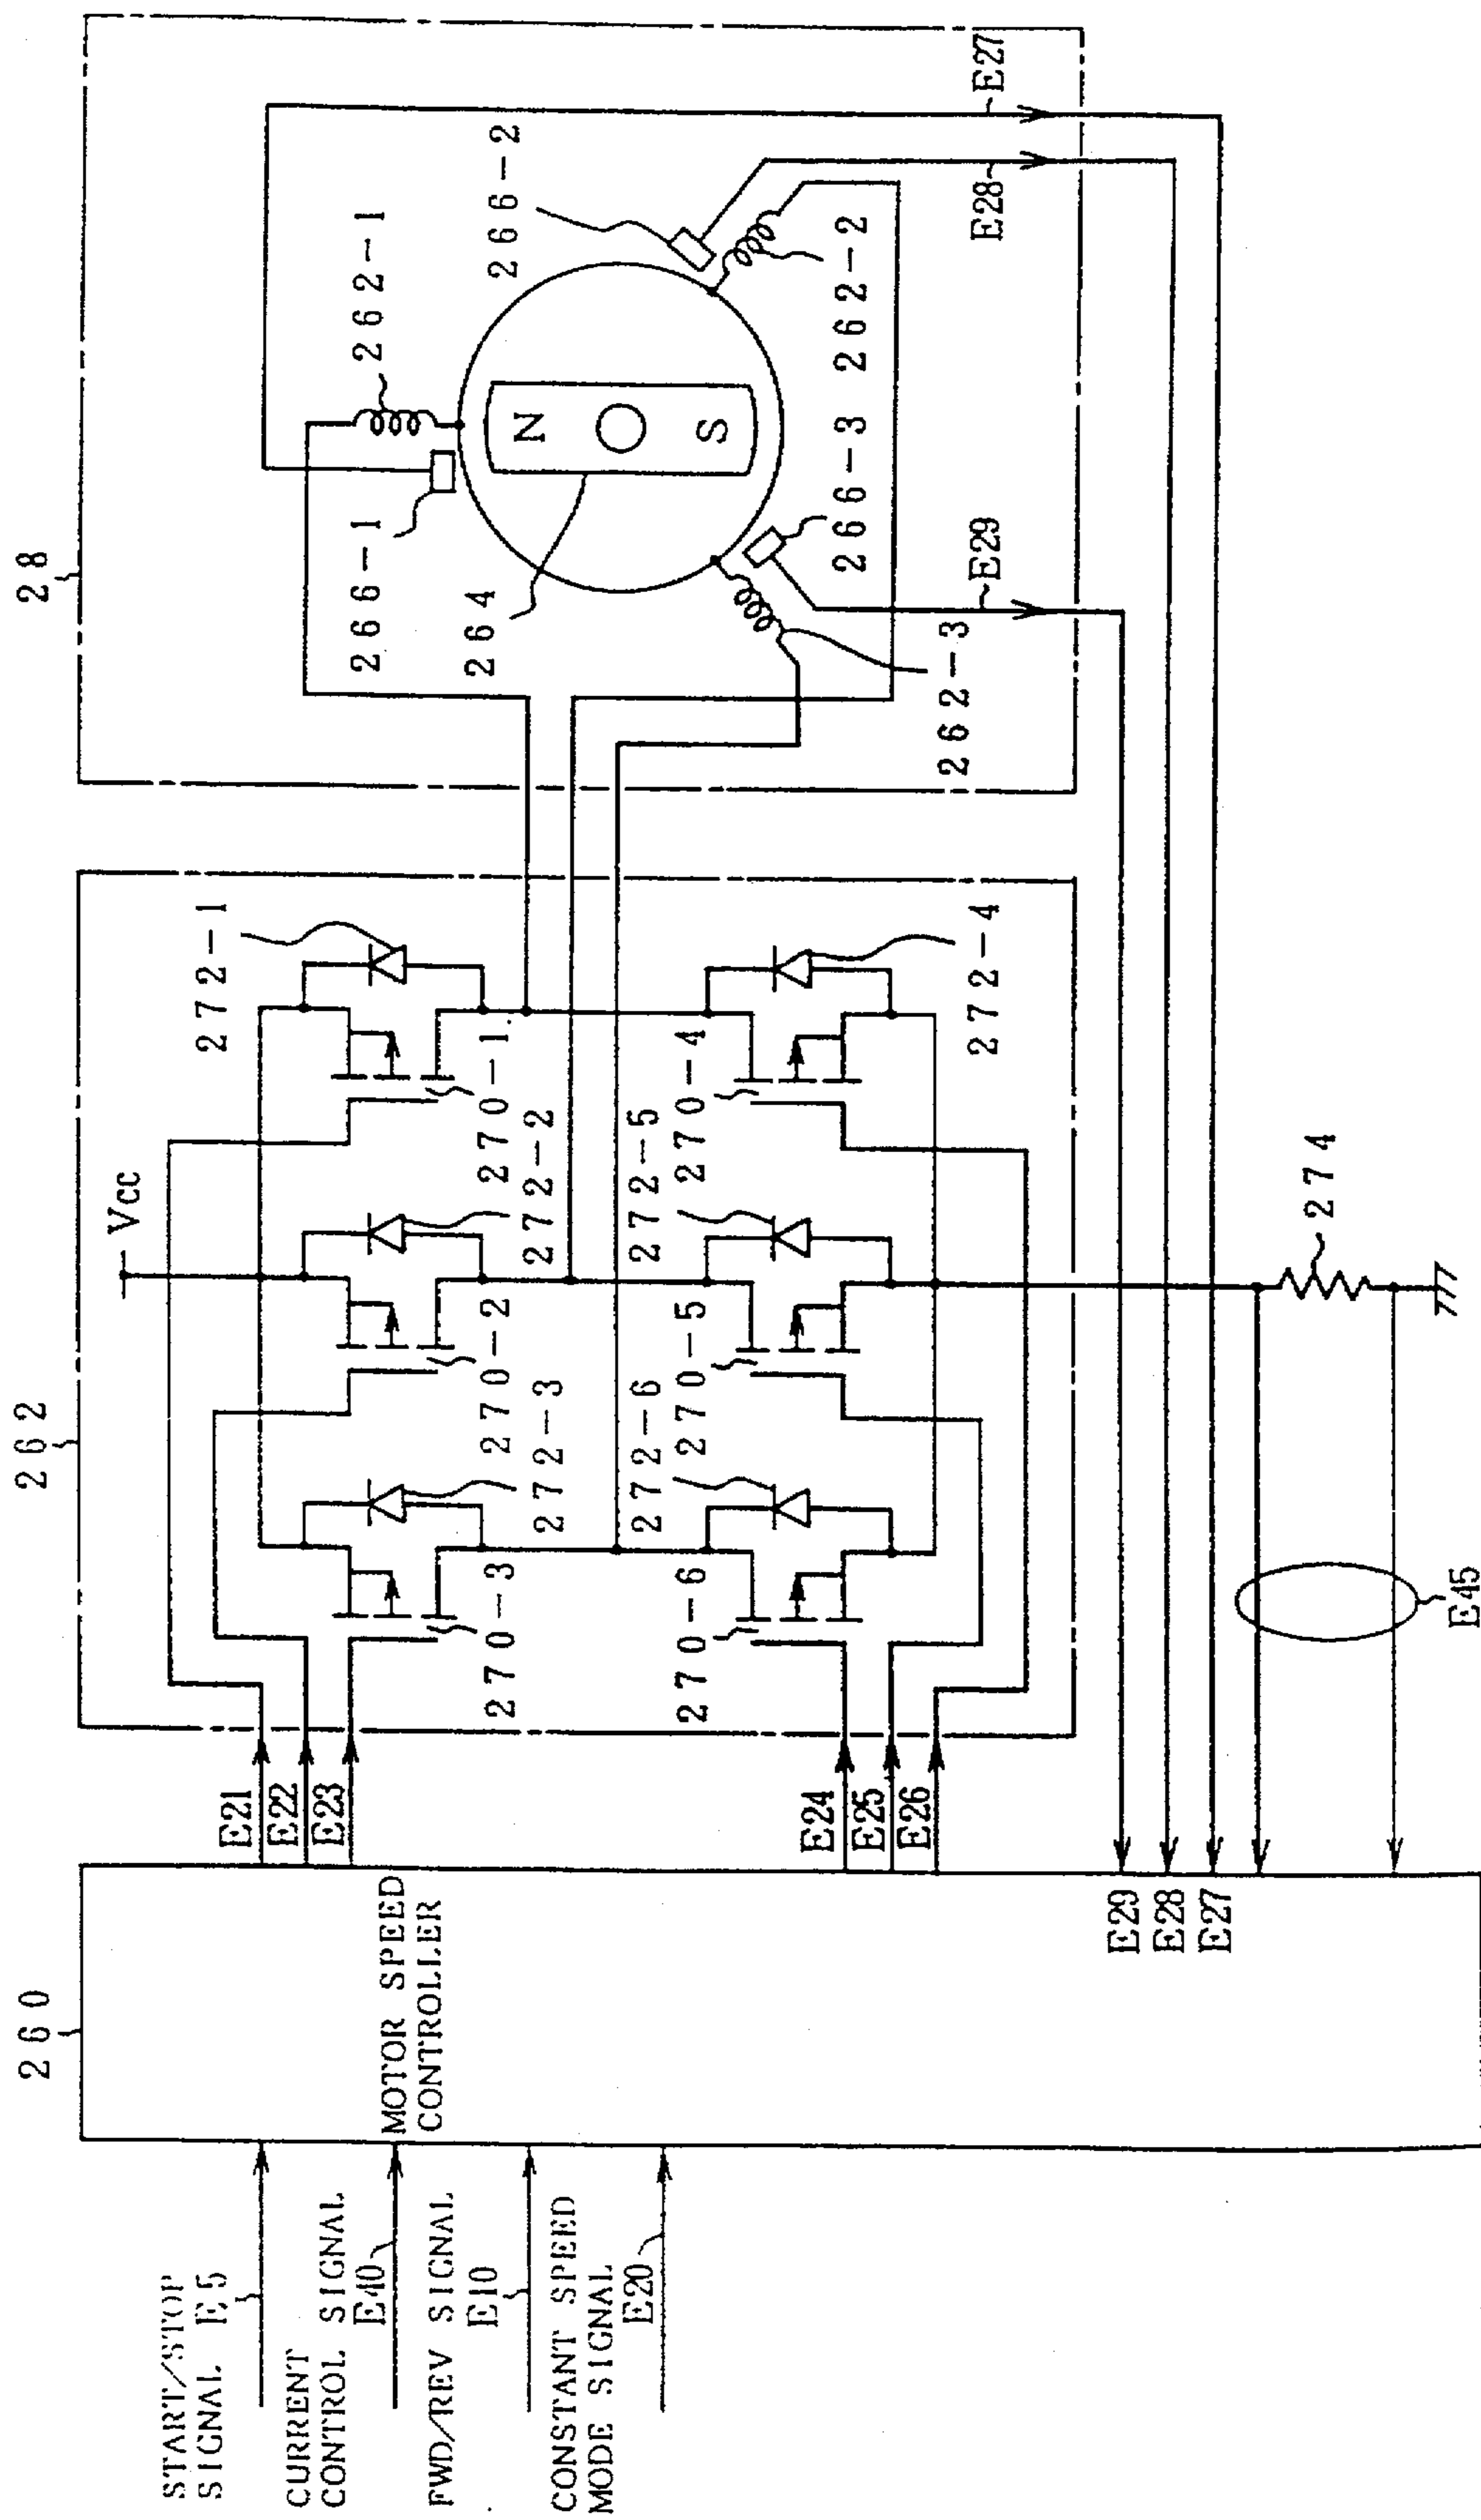 260
262
28
START/STOP
SIGNAL E5
CURRENT
CONTROL SIGNAL
E40
FWD/REV SIGNAL
E10
CONSTANT SPEED
MODE SIGNAL
E20
MOTOR SPEED
CONTROLLER
E21
E22
E23
E24
E25
E26
E29
E28
E27
Vcc
272-1
270-1
272-2
270-2
272-3
270-3
272-4
270-4
272-5
270-5
272-6
270-6
266-1
264
262-1
266-2
262-2
266-3
262-3
N
S
E29
E28
E27
274
E45